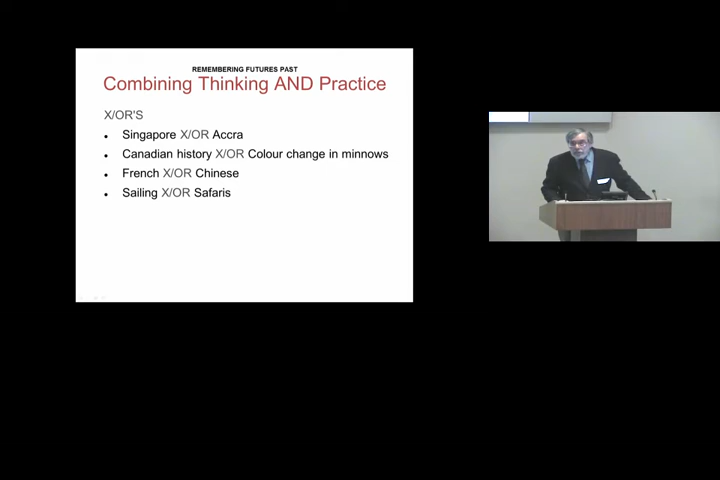 REMEMBERING FUTURES PAST
Combining Thinking AND Practice
X/OR'S
Singapore X/OR Accra
Canadian history X/OR Colour change in minnows
French X/OR Chinese
Sailing X/OR Safaris